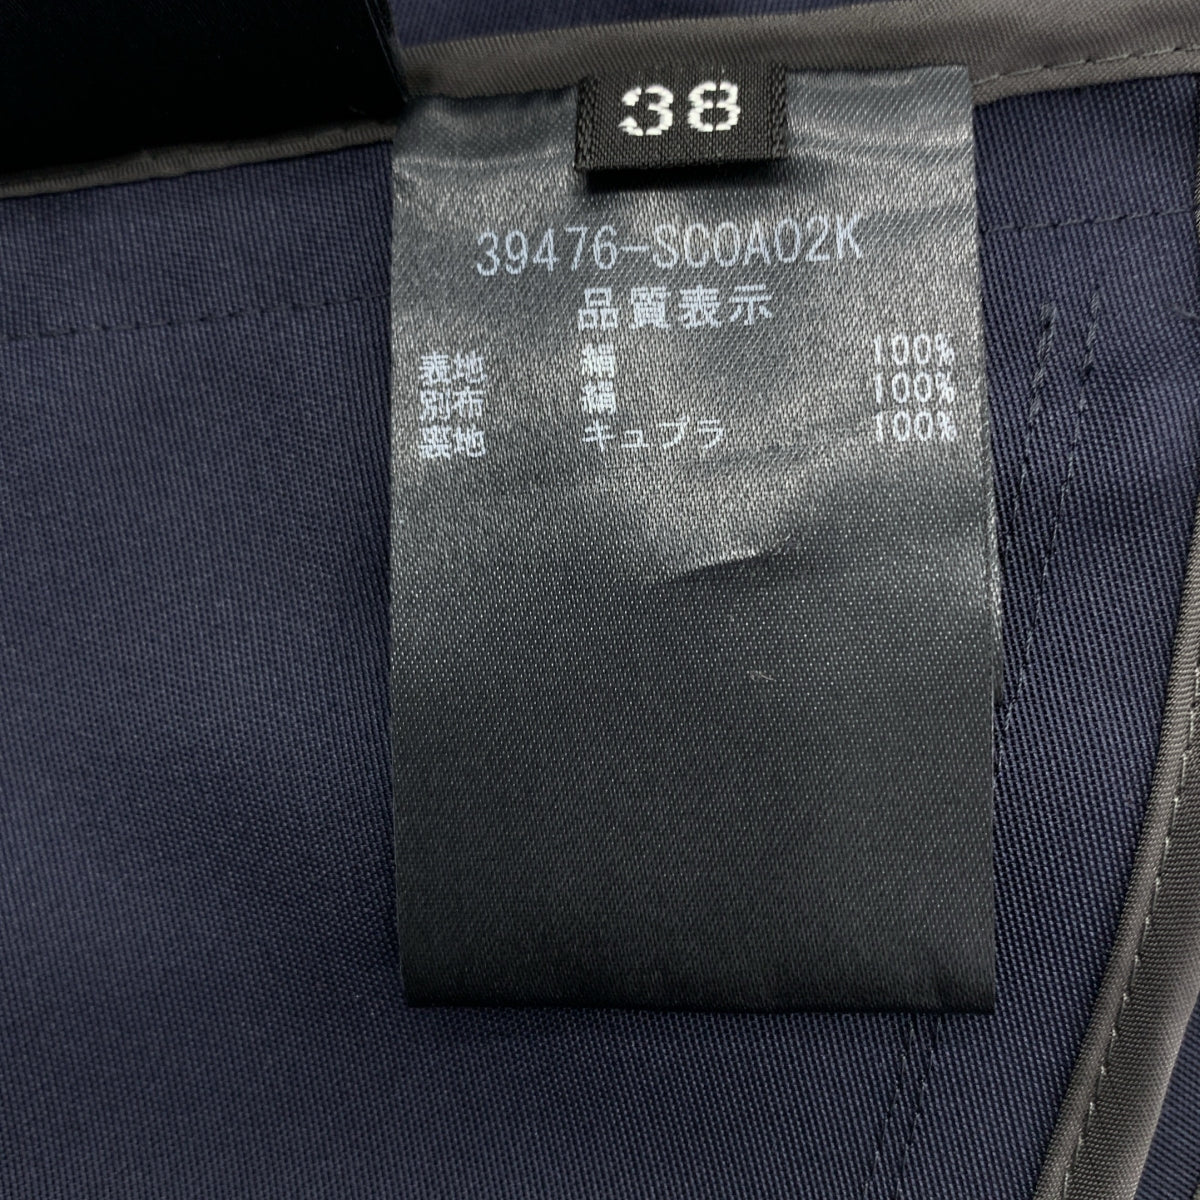 38
39476-SCOA02K
品質表示
表地 綿 100%
別布 絹 100%
裏地 キュプラ 100%